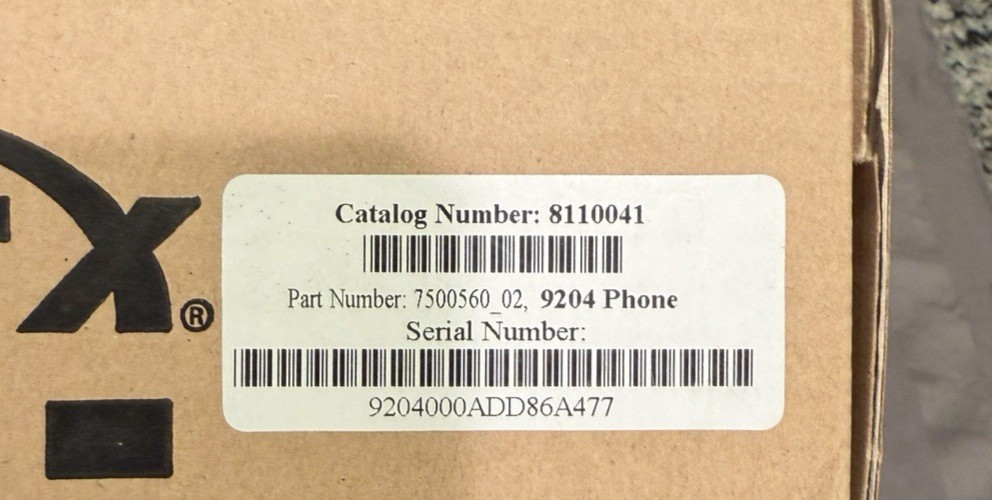 x®
Catalog Number: 8110041
Part Number: 7500560_02, 9204 Phone
Serial Number:
9204000ADD86A477